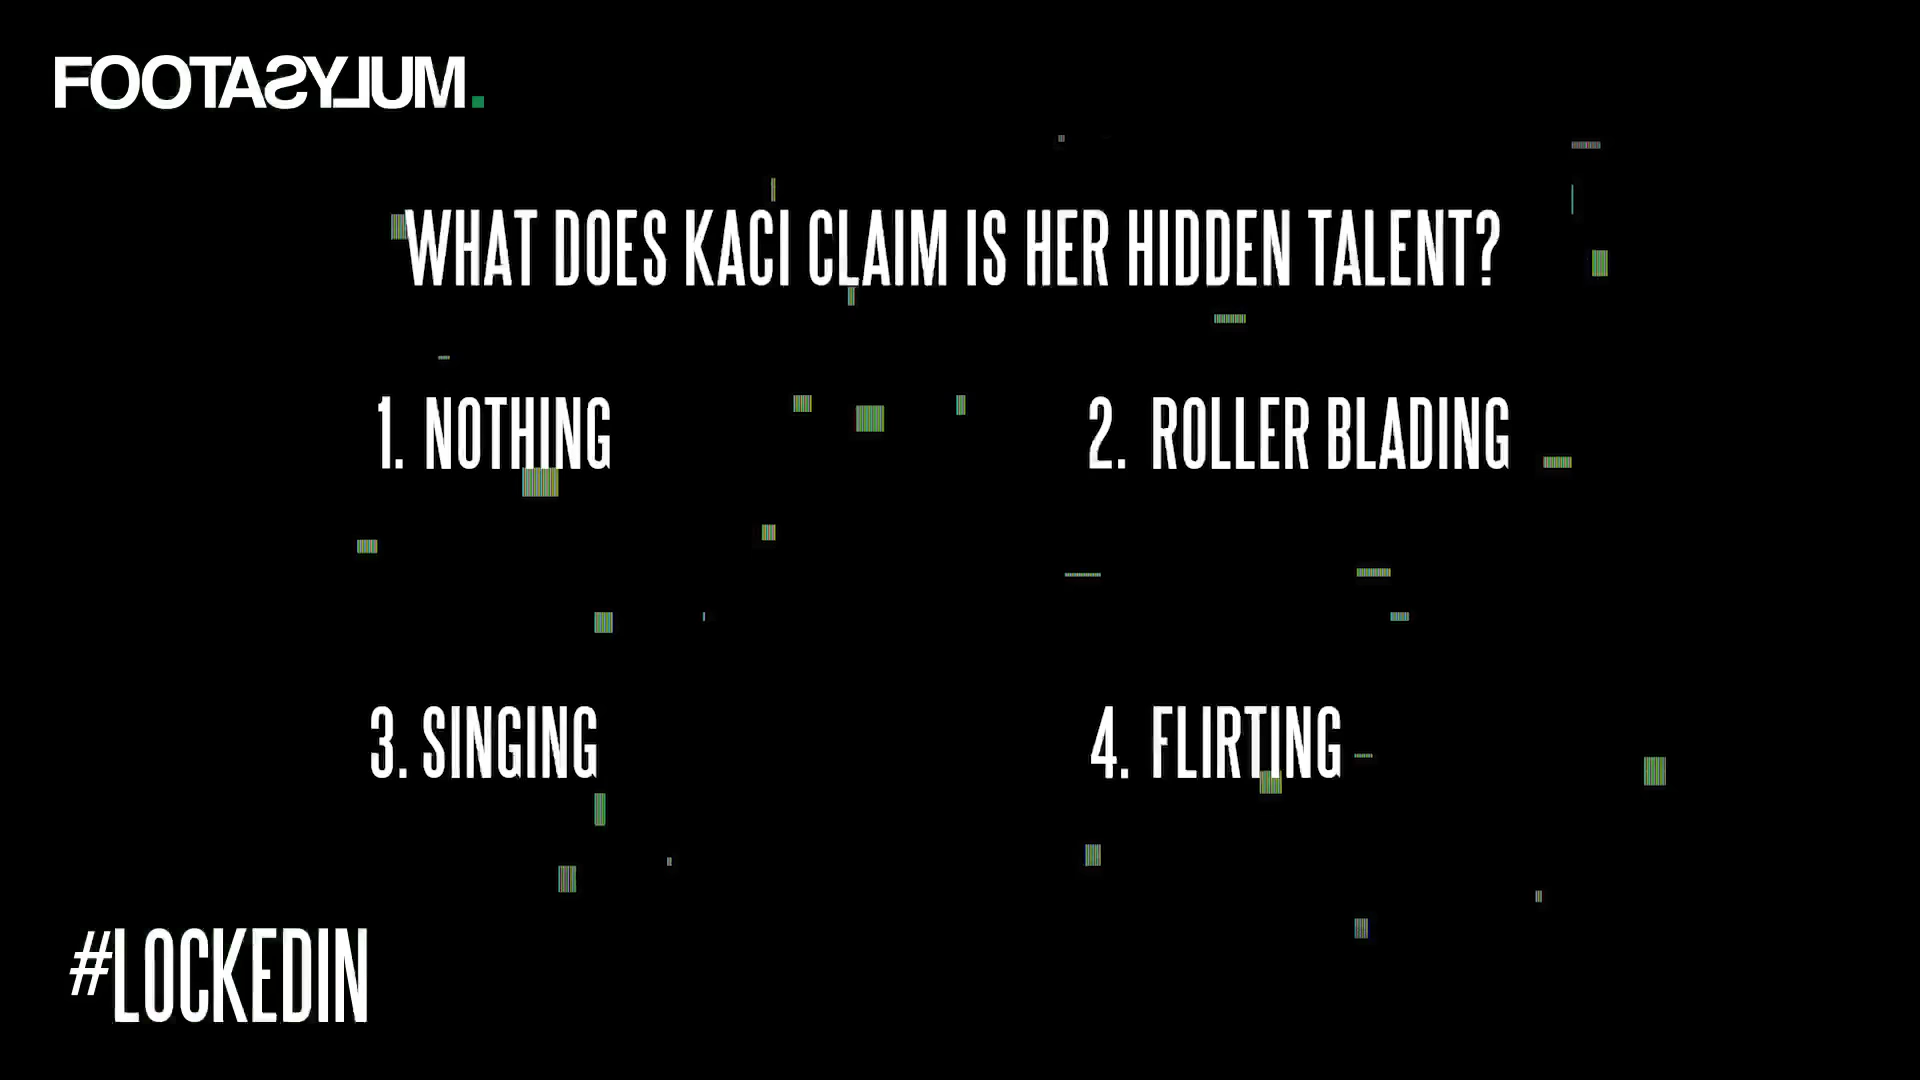 FOOTASYLUM.
WHAT DOES KACI CLAIM IS HER HIDDEN TALENT?
1. NOTHING
2. ROLLER BLADING
3. SINGING
4. FLIRTING
#LOCKEDIN